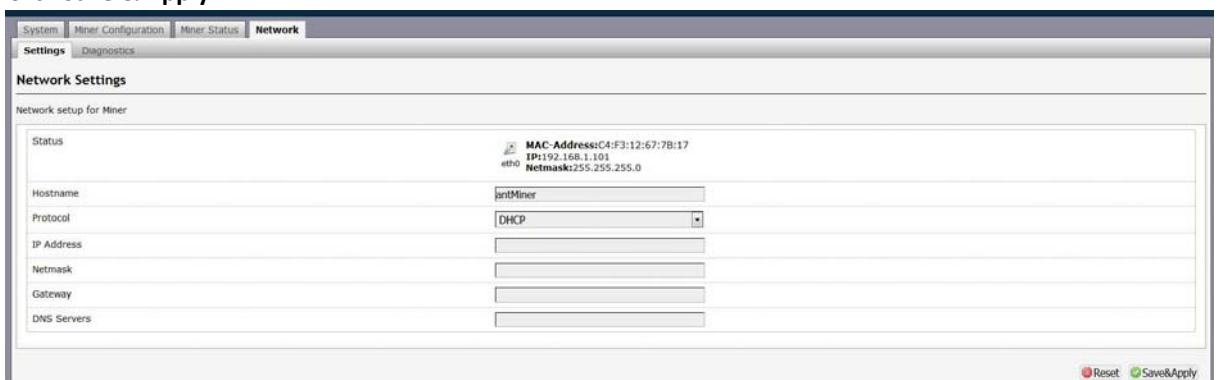 System Miner Configuration Miner Status Network
Settings Diagnostics
Network Settings
Network setup for Miner
Status
eth0
MAC-Address:C4:F3:12:67:7B:17
IP:192.168.1.101
Netmask:255.255.255.0
Hostname antMiner
Protocol DHCP
IP Address
Netmask
Gateway
DNS Servers
Reset Save&Apply